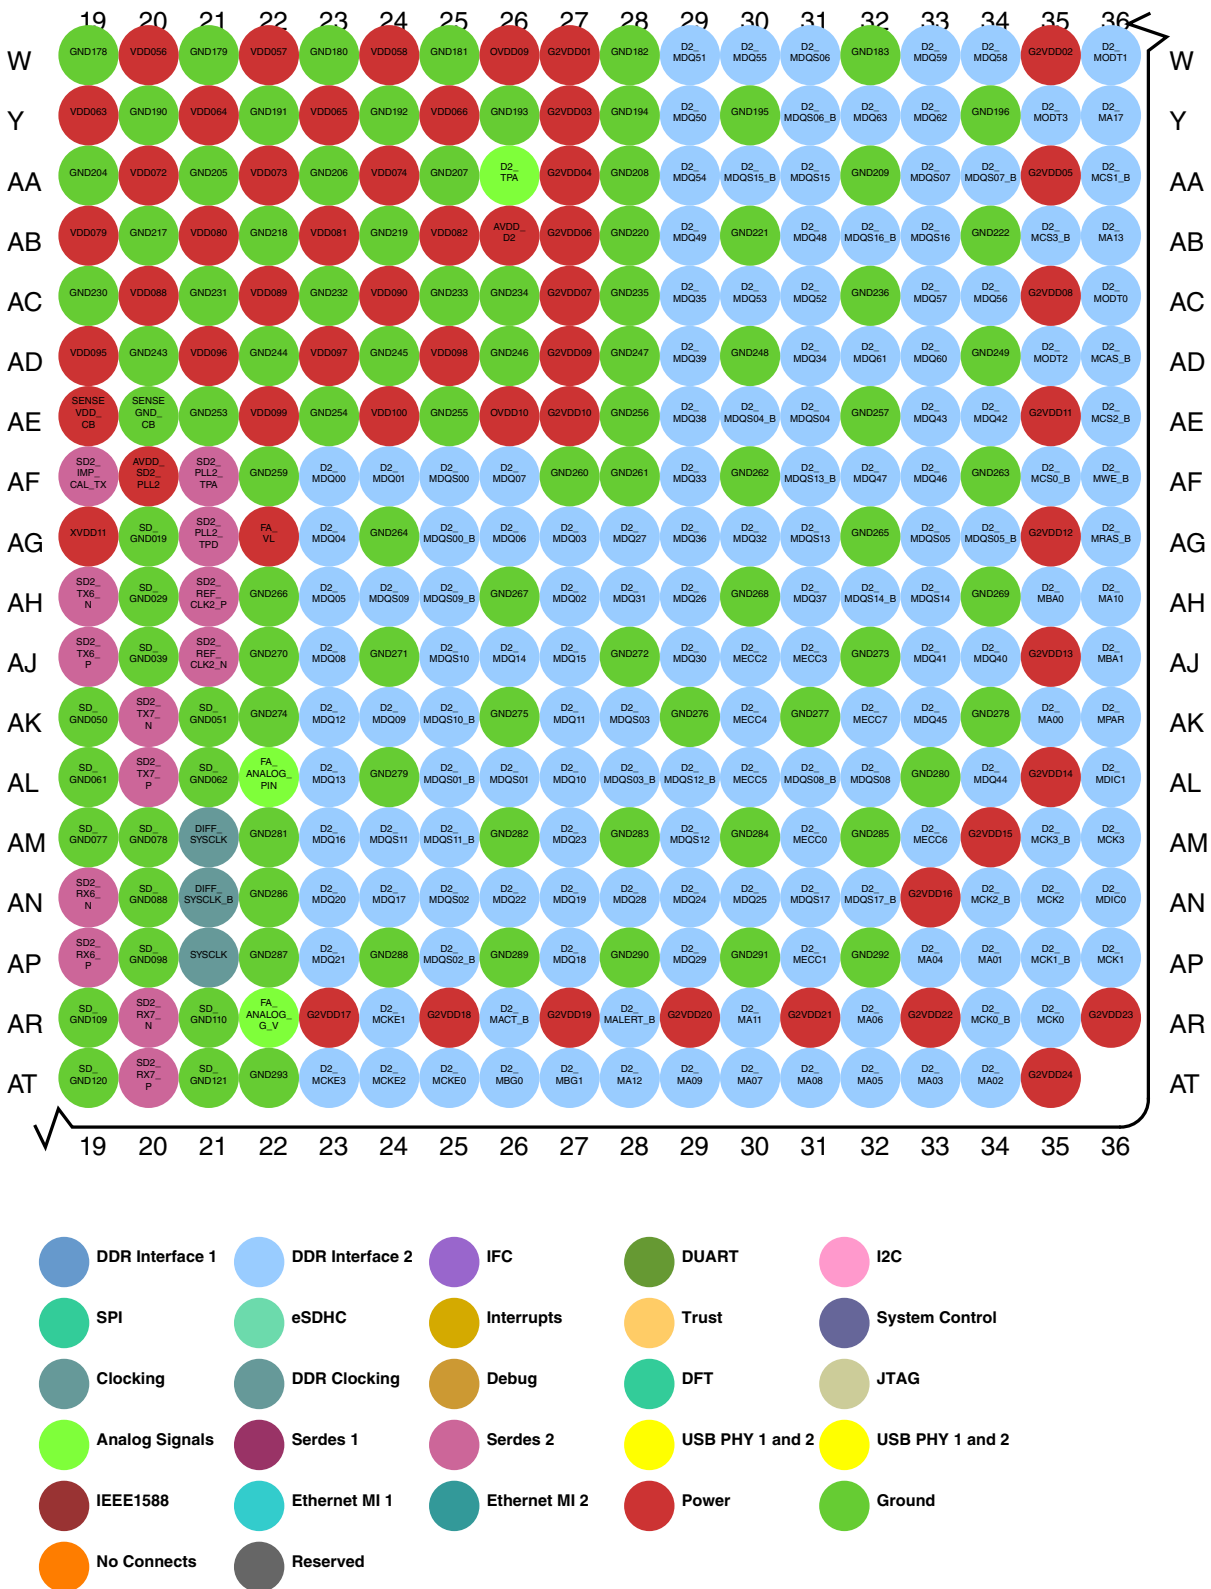 19 20 21 22 23 24 25 26 27 28 29 30 31 32 33 34 35 36
W GND178 VDD056 GND179 VDD057 GND180 VDD058 GND181 OVDD09 G2VDD01 GND182 D2_MDQ51 D2_MDQ55 D2_MDQS06 GND183 D2_MDQ59 D2_MDQ58 G2VDD02 D2_MODT1 W
Y VDD063 GND190 VDD064 GND191 VDD065 GND192 VDD066 GND193 G2VDD03 GND194 D2_MDQ50 GND195 D2_MDQS06_B D2_MDQ63 D2_MDQ62 GND196 D2_MODT3 D2_MA17 Y
AA GND204 VDD072 GND205 VDD073 GND206 VDD074 GND207 D2_TPA G2VDD04 GND208 D2_MDQ54 D2_MDQS15_B D2_MDQS15 GND209 D2_MDQS07 D2_MDQS07_B G2VDD05 D2_MCS1_B AA
AB VDD079 GND217 VDD080 GND218 VDD081 GND219 VDD082 AVDD_D2 G2VDD06 GND220 D2_MDQ49 GND221 D2_MDQ48 D2_MDQS16_B D2_MDQS16 GND222 D2_MCS3_B D2_MA13 AB
AC GND230 VDD088 GND231 VDD089 GND232 VDD090 GND233 GND234 G2VDD07 GND235 D2_MDQ35 D2_MDQ53 D2_MDQ52 GND236 D2_MDQ57 D2_MDQ56 G2VDD08 D2_MODT0 AC
AD VDD095 GND243 VDD096 GND244 VDD097 GND245 VDD098 GND246 G2VDD09 GND247 D2_MDQ39 GND248 D2_MDQ34 D2_MDQ61 D2_MDQ60 GND249 D2_MODT2 D2_MCAS_B AD
AE SENSEVDD_CB SENSEGND_CB GND253 VDD099 GND254 VDD100 GND255 OVDD10 G2VDD10 GND256 D2_MDQ38 D2_MDQS04_B D2_MDQS04 GND257 D2_MDQ43 D2_MDQ42 G2VDD11 D2_MCS2_B AE
AF SD2_IMP_CAL_TX AVDD_SD2_PLL2 SD2_PLL2_TPA GND259 D2_MDQ00 D2_MDQ01 D2_MDQS00 D2_MDQ07 GND260 GND261 D2_MDQ33 GND262 D2_MDQS13_B D2_MDQ47 D2_MDQ46 GND263 D2_MCS0_B D2_MWE_B AF
AG XVDD11 SD_GND019 SD2_PLL2_TPD FA_VL D2_MDQ04 GND264 D2_MDQS00_B D2_MDQ06 D2_MDQ03 D2_MDQ27 D2_MDQ36 D2_MDQ32 D2_MDQS13 GND265 D2_MDQS05 D2_MDQS05_B G2VDD12 D2_MRAS_B AG
AH SD2_TX6_N SD_GND029 SD2_REF_CLK2_P GND266 D2_MDQ05 D2_MDQS09 D2_MDQS09_B GND267 D2_MDQ02 D2_MDQ31 D2_MDQ26 GND268 D2_MDQ37 D2_MDQS14_B D2_MDQS14 GND269 D2_MBA0 D2_MA10 AH
AJ SD2_TX6_P SD_GND039 SD2_REF_CLK2_N GND270 D2_MDQ08 GND271 D2_MDQS10 D2_MDQ14 D2_MDQ15 GND272 D2_MDQ30 D2_MECC2 D2_MECC3 GND273 D2_MDQ41 D2_MDQ40 G2VDD13 D2_MBA1 AJ
AK SD_GND050 SD2_TX7_N SD_GND051 GND274 D2_MDQ12 D2_MDQ09 D2_MDQS10_B GND275 D2_MDQ11 D2_MDQS03 GND276 D2_MECC4 GND277 D2_MECC7 D2_MDQ45 GND278 D2_MA00 D2_MPAR AK
AL SD_GND061 SD2_TX7_P SD_GND062 FA_ANALOG_PIN D2_MDQ13 GND279 D2_MDQS01_B D2_MDQS01 D2_MDQ10 D2_MDQS03_B D2_MDQS12_B D2_MECC5 D2_MDQS08_B D2_MDQS08 GND280 D2_MDQ44 G2VDD14 D2_MDIC1 AL
AM SD_GND077 SD_GND078 DIFF_SYSCLK GND281 D2_MDQ16 D2_MDQS11 D2_MDQS11_B GND282 D2_MDQ23 GND283 D2_MDQS12 GND284 D2_MECC0 GND285 D2_MECC6 G2VDD15 D2_MCK3_B D2_MCK3 AM
AN SD2_RX6_N SD_GND088 DIFF_SYSCLK_B GND286 D2_MDQ20 D2_MDQ17 D2_MDQS02 D2_MDQ22 D2_MDQ19 D2_MDQ28 D2_MDQ24 D2_MDQ25 D2_MDQS17 D2_MDQS17_B G2VDD16 D2_MCK2_B D2_MCK2 D2_MDIC0 AN
AP SD2_RX6_P SD_GND098 SYSCLK GND287 D2_MDQ21 GND288 D2_MDQS02_B GND289 D2_MDQ18 GND290 D2_MDQ29 GND291 D2_MECC1 GND292 D2_MA04 D2_MA01 D2_MCK1_B D2_MCK1 AP
AR SD_GND109 SD2_RX7_N SD_GND110 FA_ANALOG_G_V G2VDD17 D2_MCKE1 G2VDD18 D2_MACT_B G2VDD19 D2_MALERT_B G2VDD20 D2_MA11 G2VDD21 D2_MA06 G2VDD22 D2_MCK0_B D2_MCK0 G2VDD23 AR
AT SD_GND120 SD2_RX7_P SD_GND121 GND293 D2_MCKE3 D2_MCKE2 D2_MCKE0 D2_MBG0 D2_MBG1 D2_MA12 D2_MA09 D2_MA07 D2_MA08 D2_MA05 D2_MA03 D2_MA02 G2VDD24 AT
19 20 21 22 23 24 25 26 27 28 29 30 31 32 33 34 35 36
DDR Interface 1 DDR Interface 2 IFC DUART I2C
SPI eSDHC Interrupts Trust System Control
Clocking DDR Clocking Debug DFT JTAG
Analog Signals Serdes 1 Serdes 2 USB PHY 1 and 2 USB PHY 1 and 2
IEEE1588 Ethernet MI 1 Ethernet MI 2 Power Ground
No Connects Reserved